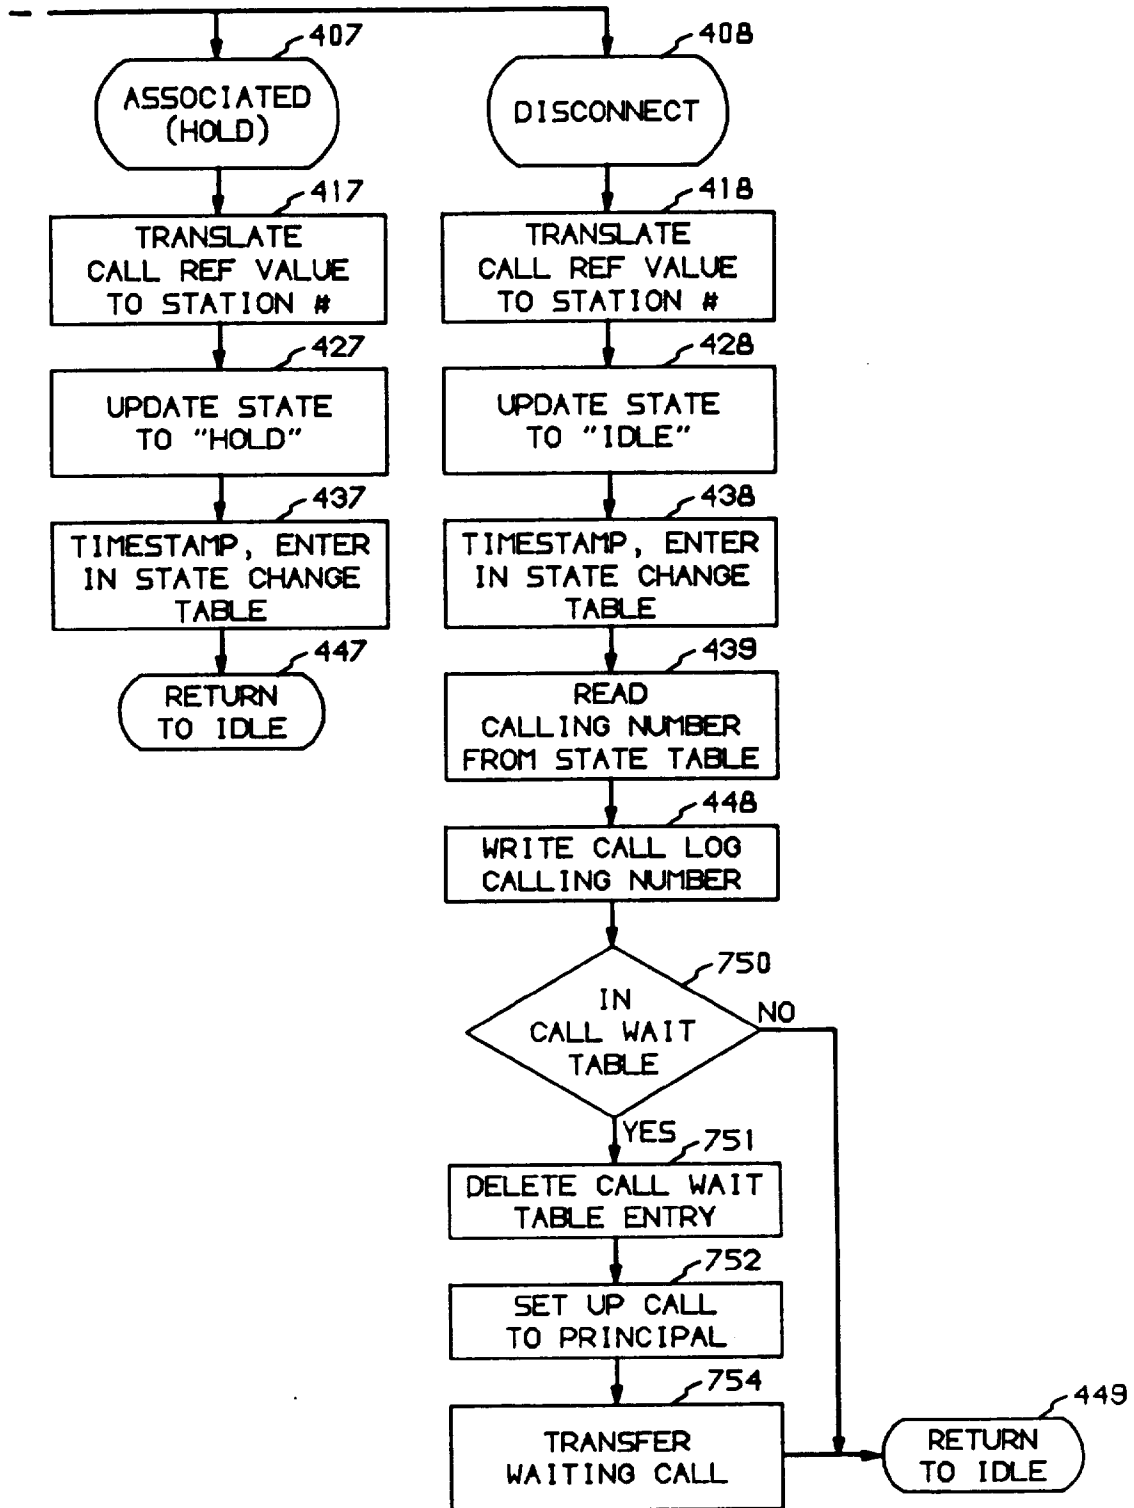 407
ASSOCIATED
(HOLD)
417
TRANSLATE
CALL REF VALUE
TO STATION #
427
UPDATE STATE
TO "HOLD"
437
TIMESTAMP, ENTER
IN STATE CHANGE
TABLE
447
RETURN
TO IDLE
408
DISCONNECT
418
TRANSLATE
CALL REF VALUE
TO STATION #
428
UPDATE STATE
TO "IDLE"
438
TIMESTAMP, ENTER
IN STATE CHANGE
TABLE
439
READ
CALLING NUMBER
FROM STATE TABLE
448
WRITE CALL LOG
CALLING NUMBER
750
IN
CALL WAIT
TABLE
NO
YES
751
DELETE CALL WAIT
TABLE ENTRY
752
SET UP CALL
TO PRINCIPAL
754
TRANSFER
WAITING CALL
449
RETURN
TO IDLE